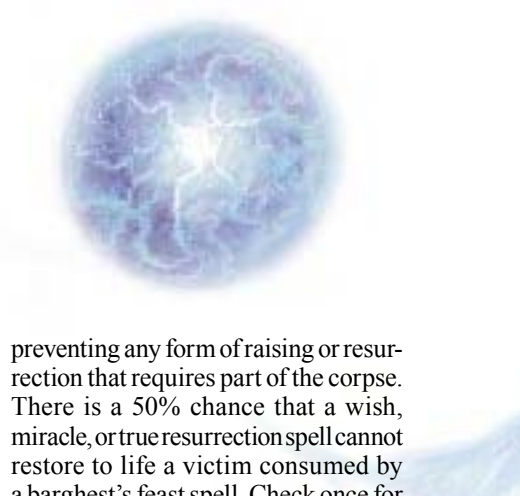 preventing any form of raising or resur-
rection that requires part of the corpse.
There is a 50% chance that a wish,
miracle, or true resurrection spell cannot
restore to life a victim consumed by
a barghest's feast spell. Check once for